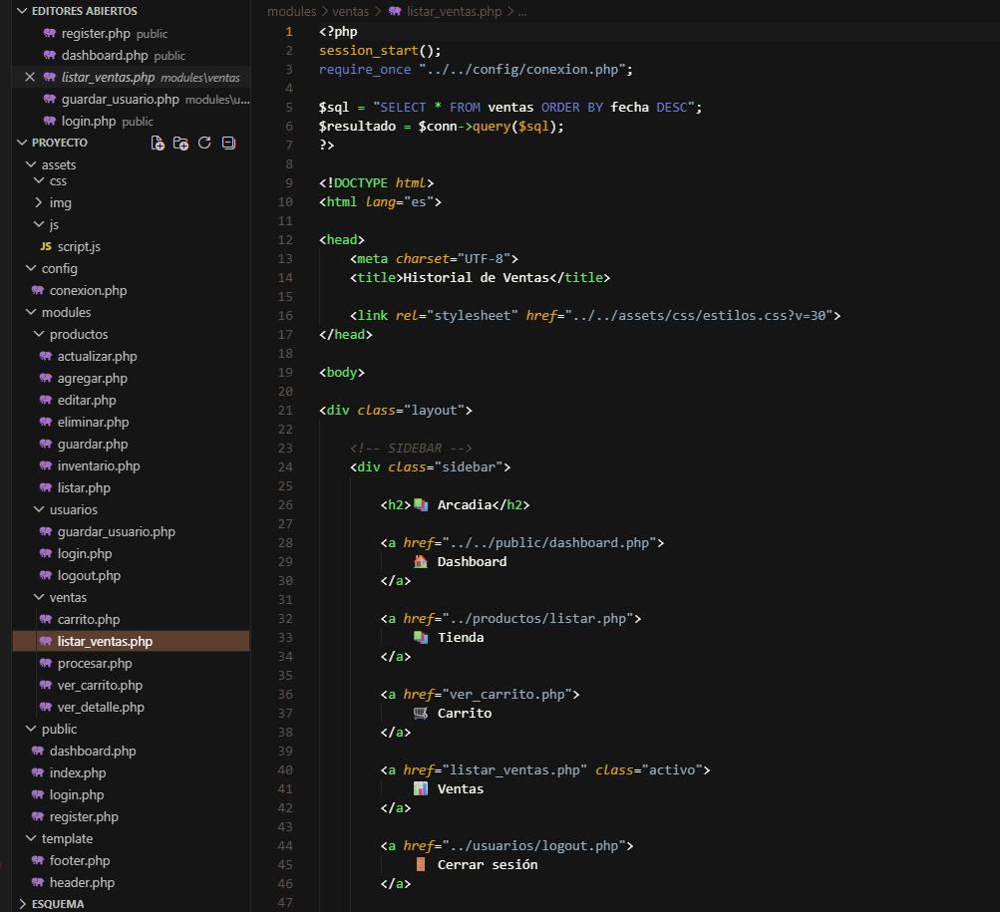 EDITORES ABIERTOS
register.php public
dashboard.php public
listar_ventas.php modules\ventas
guardar_usuario.php modules\u...
login.php public
PROYECTO
assets
css
img
js
JS script.js
config
conexion.php
modules
productos
actualizar.php
agregar.php
editar.php
eliminar.php
guardar.php
inventario.php
listar.php
usuarios
guardar_usuario.php
login.php
logout.php
ventas
carrito.php
listar_ventas.php
procesar.php
ver_carrito.php
ver_detalle.php
public
dashboard.php
index.php
login.php
register.php
template
footer.php
header.php
ESQUEMA
modules > ventas > listar_ventas.php > ...
1 <?php
2 session_start();
3 require_once "../../config/conexion.php";
4
5 $sql = "SELECT * FROM ventas ORDER BY fecha DESC";
6 $resultado = $conn->query($sql);
7 ?>
8
9 <!DOCTYPE html>
10 <html lang="es">
11
12 <head>
13 <meta charset="UTF-8">
14 <title>Historial de Ventas</title>
15
16 <link rel="stylesheet" href="../../assets/css/estilos.css?v=30">
17 </head>
18
19 <body>
20
21 <div class="layout">
22
23 <!-- SIDEBAR -->
24 <div class="sidebar">
25
26 <h2>📚 Arcadia</h2>
27
28 <a href="../../public/dashboard.php">
29 🏠 Dashboard
30 </a>
31
32 <a href="../productos/listar.php">
33 📚 Tienda
34 </a>
35
36 <a href="ver_carrito.php">
37 🛒 Carrito
38 </a>
39
40 <a href="listar_ventas.php" class="activo">
41 📊 Ventas
42 </a>
43
44 <a href="../usuarios/logout.php">
45 🚪 Cerrar sesión
46 </a>
47